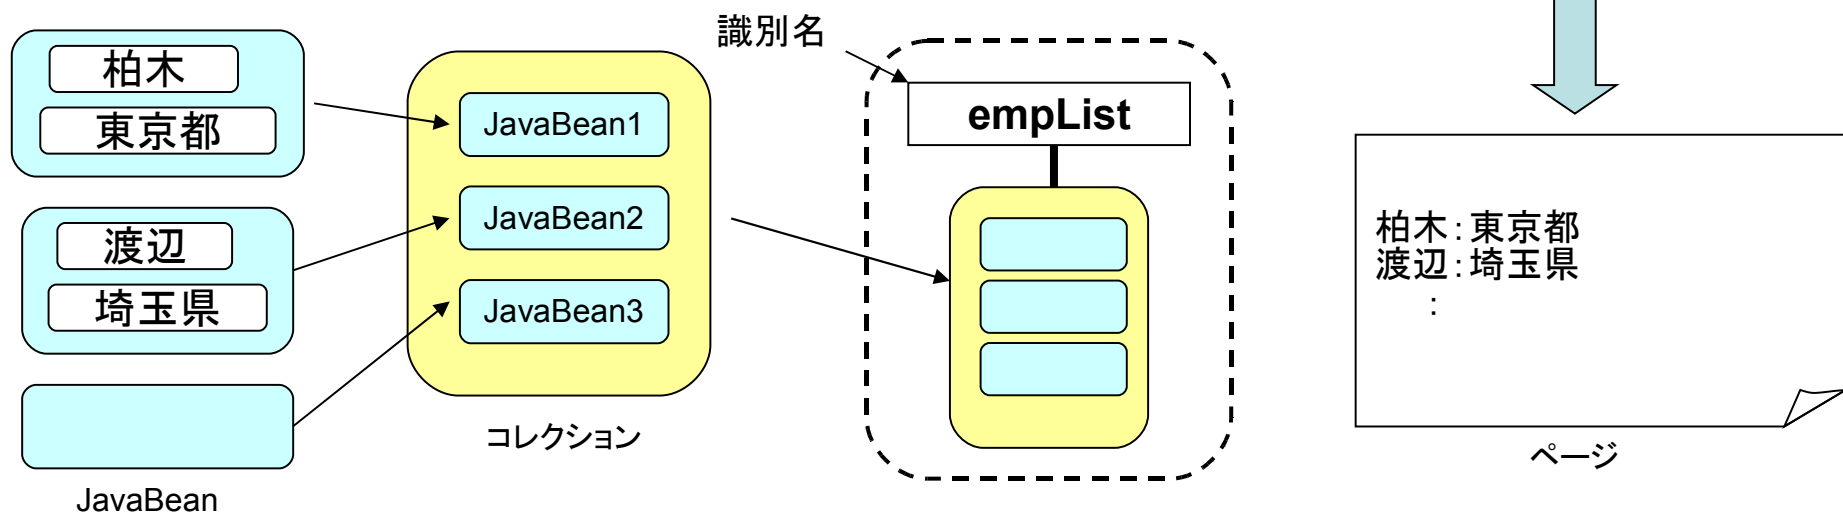 柏木
東京都
渡辺
埼玉県
JavaBean
JavaBean1
JavaBean2
JavaBean3
コレクション
識別名
empList
柏木：東京都
渡辺：埼玉県
：
ページ